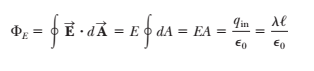 Φ_E = ∮ E⃗ · dA⃗ = E ∮ dA = EA = q_in/ϵ₀ = λℓ/ϵ₀